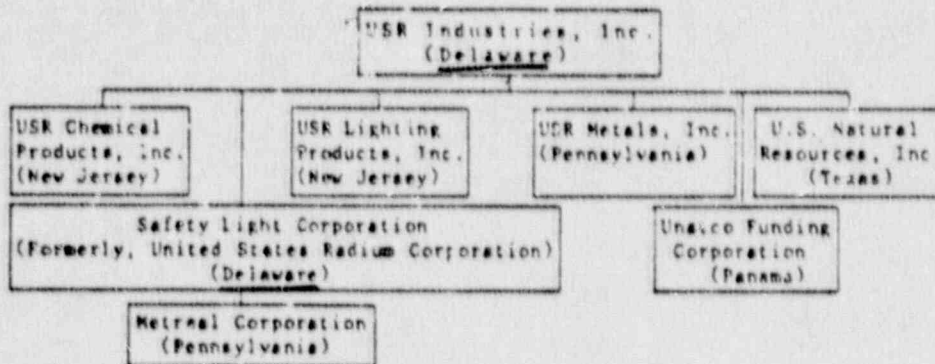 USR Industries, Inc.
(Delaware)
USR Chemical
Products, Inc.
(New Jersey)
USR Lighting
Products, Inc.
(New Jersey)
USR Metals, Inc.
(Pennsylvania)
U.S. Natural
Resources, Inc
(Texas)
Safety Light Corporation
(Formerly, United States Radium Corporation)
(Delaware)
Funding
Corporation
(Panama)
Metreal Corporation
(Pennsylvania)